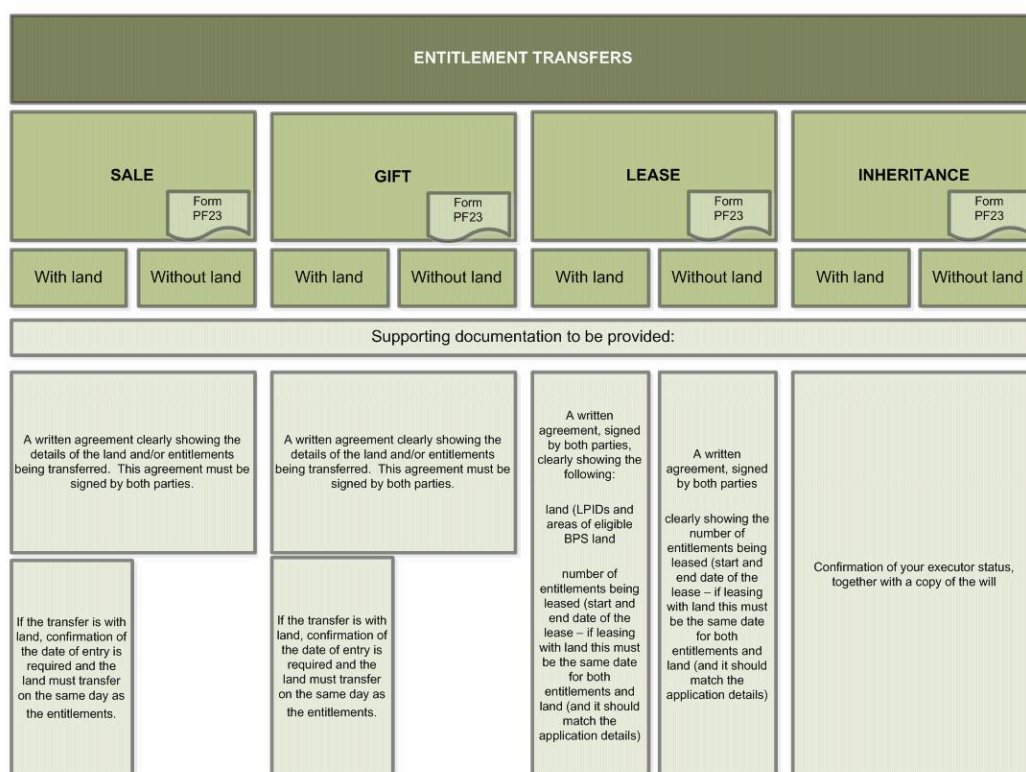 ENTITLEMENT TRANSFERS
SALE
Form
PF23
GIFT
Form
PF23
LEASE
Form
PF23
INHERITANCE
Form
PF23
With land
Without land
With land
Without land
With land
Without land
With land
Without land
Supporting documentation to be provided:
A written agreement clearly showing the
details of the land and/or entitlements
being transferred. This agreement must be
signed by both parties.
If the transfer is with
land, confirmation of
the date of entry is
required and the
land must transfer
on the same day as
the entitlements.
A written agreement clearly showing the
details of the land and/or entitlements
being transferred. This agreement must be
signed by both parties.
If the transfer is with
land, confirmation of
the date of entry is
required and the
land must transfer
on the same day as
the entitlements.
A written
agreement, signed
by both parties,
clearly showing the
following:
land (LPIDs and
areas of eligible
BPS land
number of
entitlements being
leased (start and
end date of the
lease – if leasing
with land this must
be the same date
for both
entitlements and
land (and it should
match the
application details)
A written
agreement, signed
by both parties
clearly showing the
number of
entitlements being
leased (start and
end date of the
lease – if leasing
with land this must
be the same date
for both
entitlements and
land (and it should
match the
application details)
Confirmation of your executor status,
together with a copy of the will